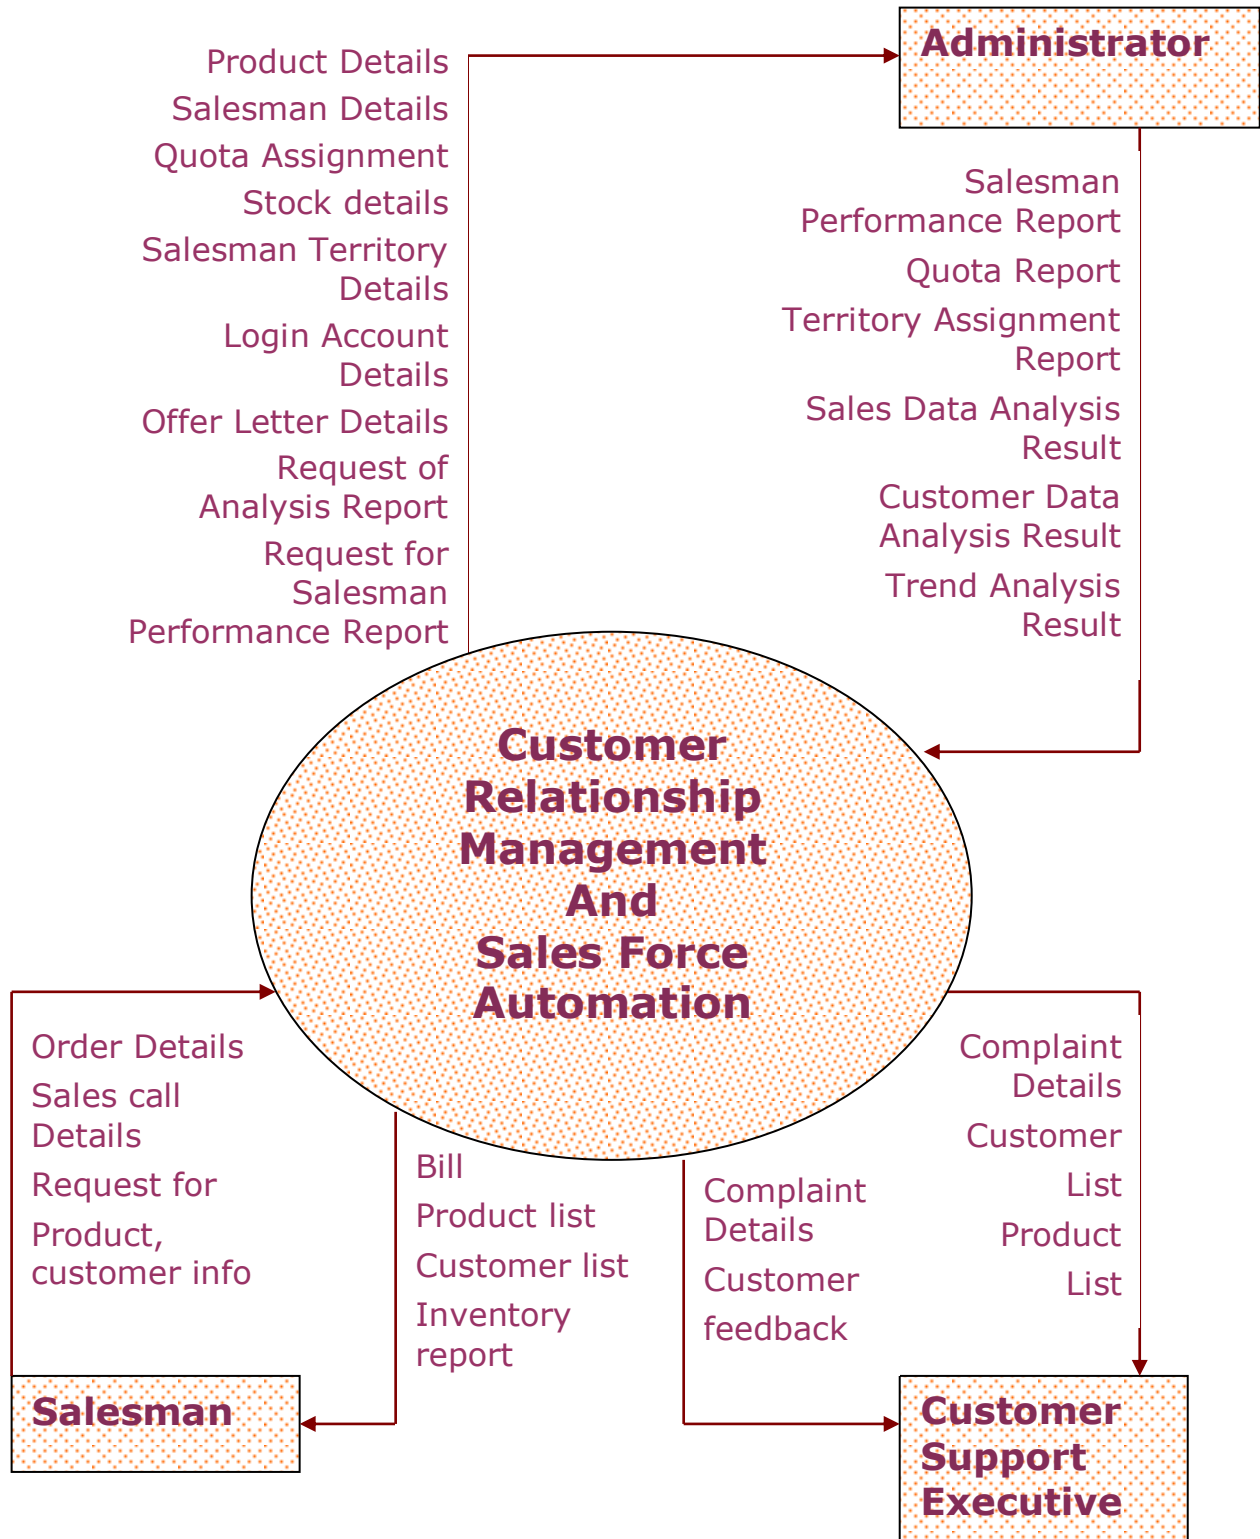 Administrator
Product Details
Salesman Details
Quota Assignment
Stock details
Salesman Territory
Details
Login Account
Details
Offer Letter Details
Request of
Analysis Report
Request for
Salesman
Performance Report
Salesman
Performance Report
Quota Report
Territory Assignment
Report
Sales Data Analysis
Result
Customer Data
Analysis Result
Trend Analysis
Result
Customer
Relationship
Management
And
Sales Force
Automation
Order Details
Sales call
Details
Request for
Product,
customer info
Bill
Product list
Customer list
Inventory
report
Complaint
Details
Customer
feedback
Complaint
Details
Customer
List
Product
List
Salesman
Customer
Support
Executive